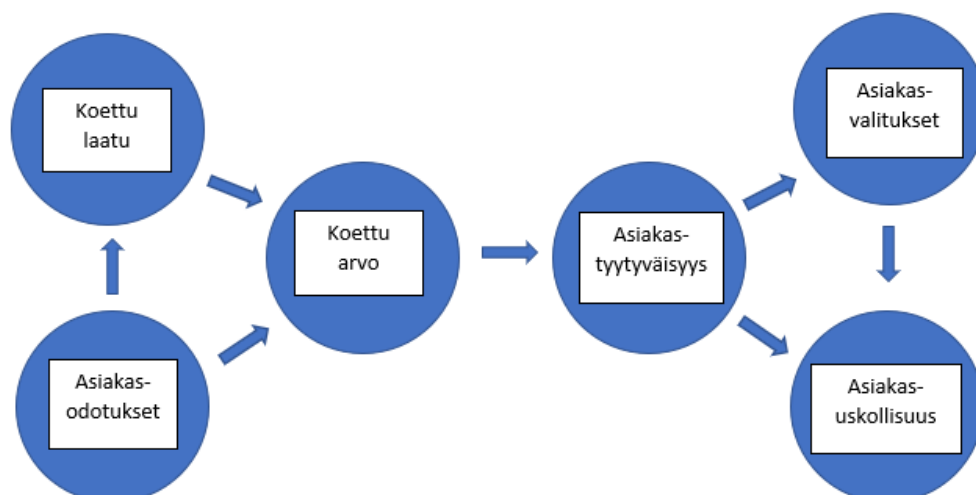 Koettu
laatu
Asiakas-
odotukset
Koettu
arvo
Asiakas-
tyytyväisyys
Asiakas-
valitukset
Asiakas-
uskollisuus